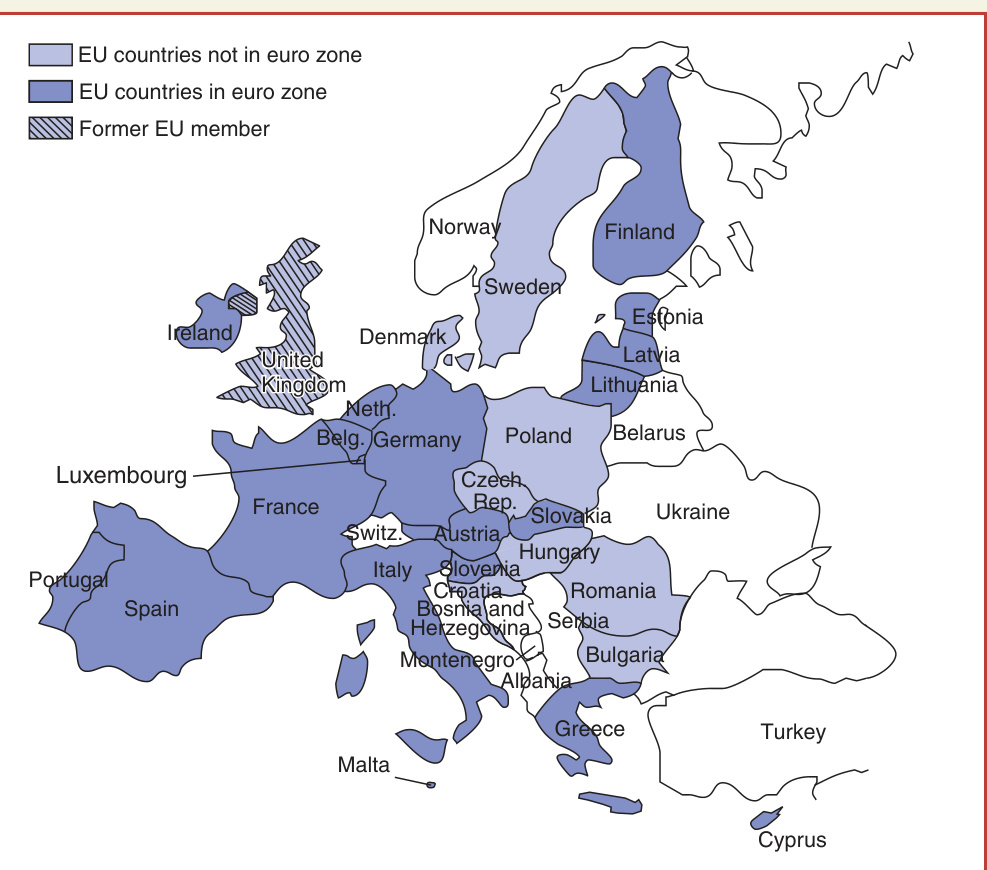 EU countries not in euro zone
EU countries in euro zone
Former EU member
Norway
Finland
Sweden
Estonia
Ireland
Denmark
Latvia
United
Kingdom
Lithuania
Neth.
Belg.
Germany
Poland
Belarus
Luxembourg
Czech.
Rep.
France
Slovakia
Ukraine
Switz.
Austria
Hungary
Italy
Slovenia
Portugal
Croatia
Romania
Spain
Bosnia and
Herzegovina
Serbia
Montenegro
Bulgaria
Albania
Greece
Turkey
Malta
Cyprus